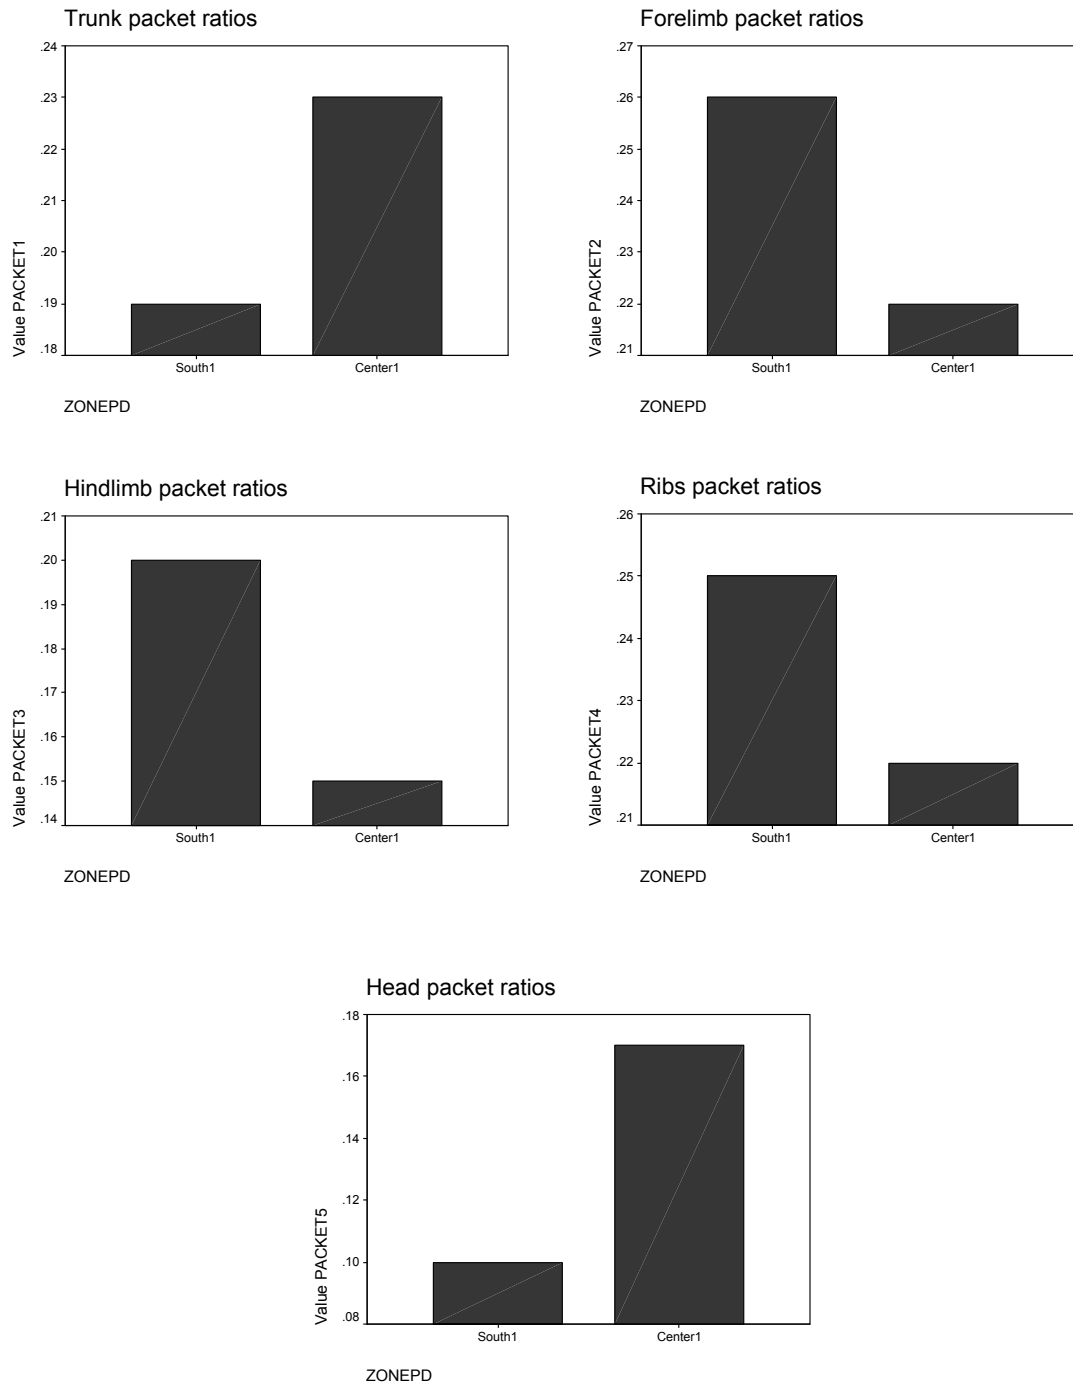 Trunk packet ratios
Value PACKET1
.24
.23
.22
.21
.20
.19
.18
South1 Center1
ZONEPD
Forelimb packet ratios
Value PACKET2
.27
.26
.25
.24
.23
.22
.21
South1 Center1
ZONEPD
Hindlimb packet ratios
Value PACKET3
.21
.20
.19
.18
.17
.16
.15
.14
South1 Center1
ZONEPD
Ribs packet ratios
Value PACKET4
.26
.25
.24
.23
.22
.21
South1 Center1
ZONEPD
Head packet ratios
Value PACKET5
.18
.16
.14
.12
.10
.08
South1 Center1
ZONEPD